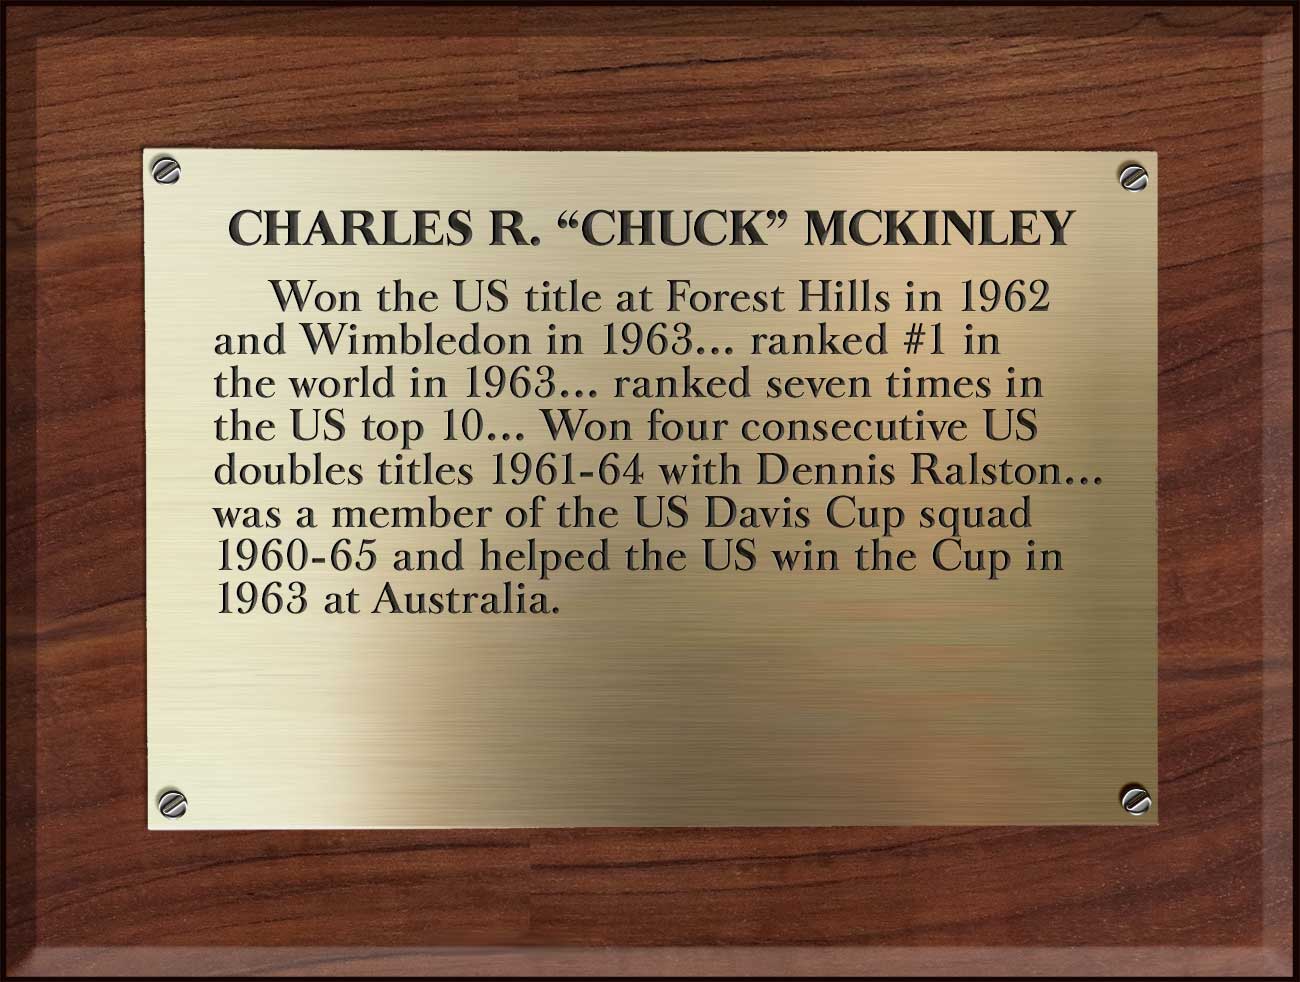 CHARLES R. “CHUCK” MCKINLEY
Won the US title at Forest Hills in 1962
and Wimbledon in 1963... ranked #1 in
the world in 1963... ranked seven times in
the US top 10... Won four consecutive US
doubles titles 1961-64 with Dennis Ralston...
was a member of the US Davis Cup squad
1960-65 and helped the US win the Cup in
1963 at Australia.